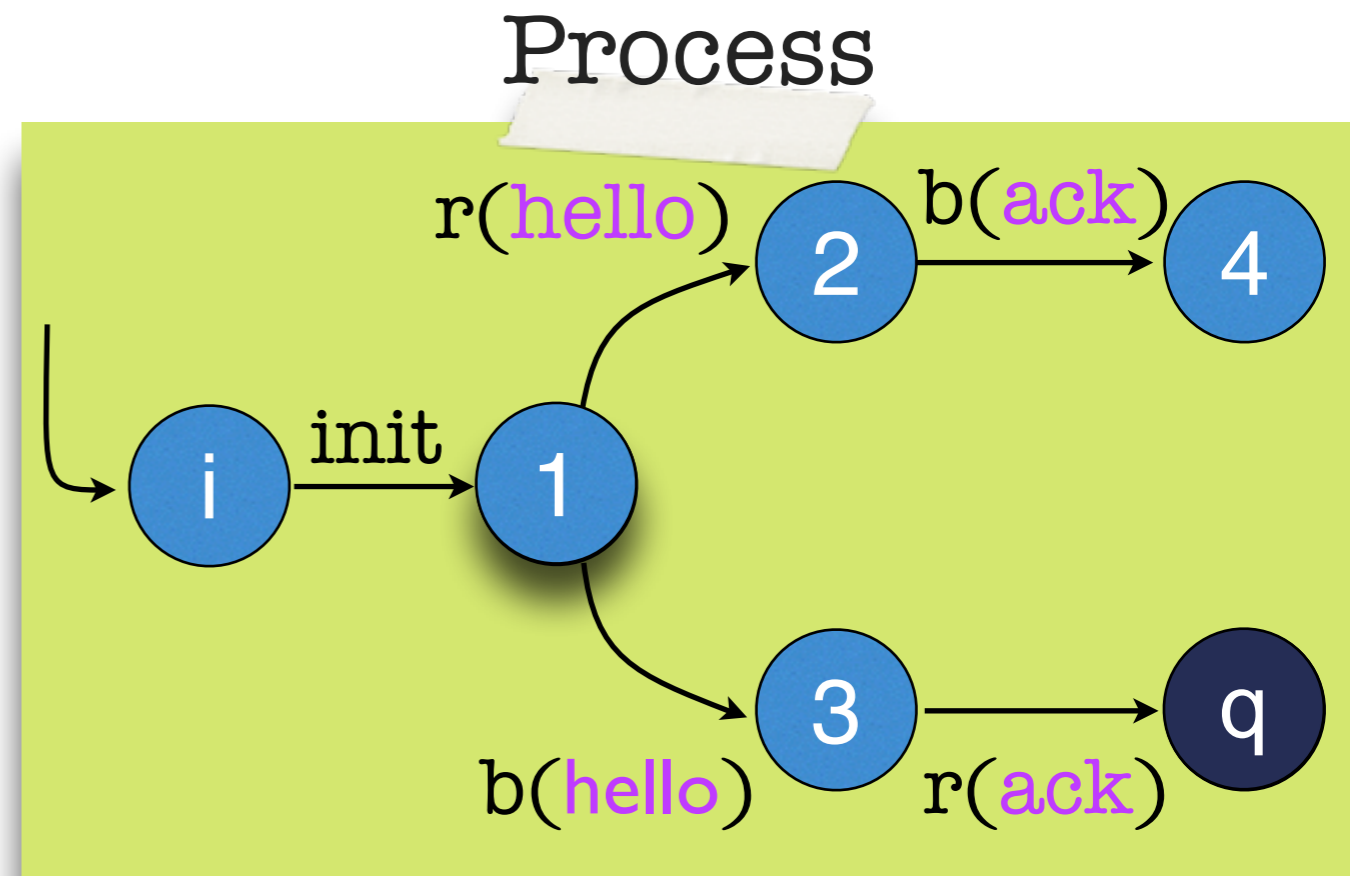 Process
r(hello)
b(ack)
2
4
init
i
1
3
q
b(hello)
r(ack)